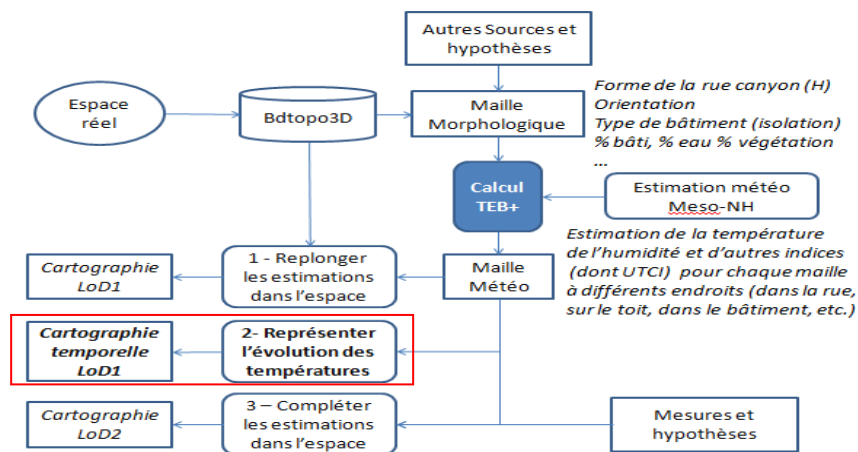 Autres Sources et
hypothèses
Espace
réel
Bdtopo3D
Maille
Morphologique
Forme de la rue canyon (H)
Orientation
Type de bâtiment (isolation)
% bâti, % eau % végétation
...
Calcul
TEB+
Estimation météo
Meso-NH
Estimation de la température
de l'humidité et d'autres indices
(dont UTCI) pour chaque maille
à différents endroits (dans la rue,
sur le toit, dans le bâtiment, etc.)
Cartographie
LoD1
1 - Replonger
les estimations
dans l'espace
Maille
Météo
Cartographie
temporelle
LoD1
2- Représenter
l'évolution des
températures
Cartographie
LoD2
3 – Compléter
les estimations
dans l'espace
Mesures et
hypothèses